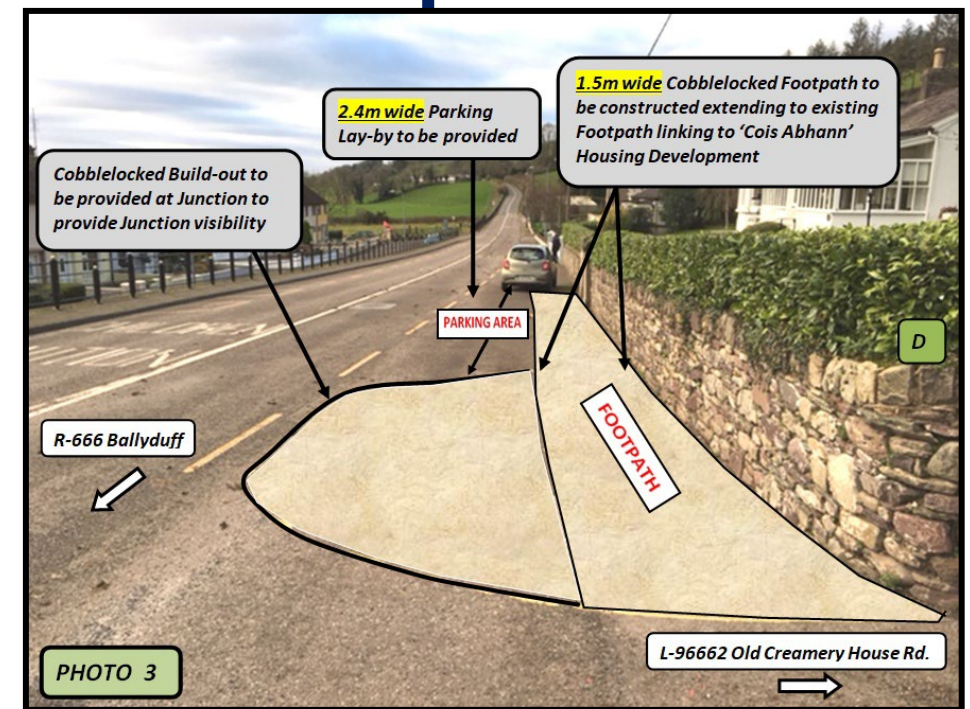 1.5m wide Cobblelocked Footpath to
be constructed extending to existing
Footpath linking to ‘Cois Abhann’
Housing Development
2.4m wide Parking
Lay-by to be provided
Cobblelocked Build-out to
be provided at Junction to
provide Junction visibility
PARKING AREA
D
FOOTPATH
R-666 Ballyduff
L-96662 Old Creamery House Rd.
PHOTO 3